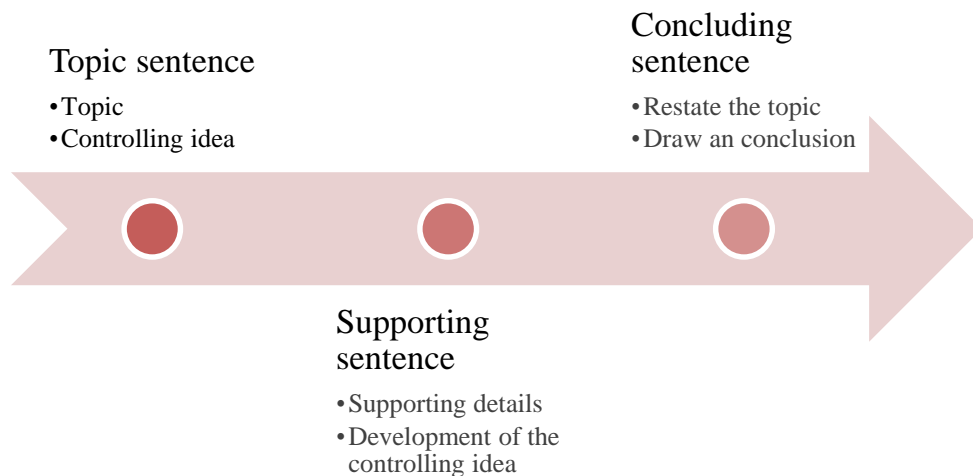 Topic sentence
•Topic
•Controlling idea
Supporting
sentence
•Supporting details
•Development of the
controlling idea
Concluding
sentence
•Restate the topic
•Draw an conclusion